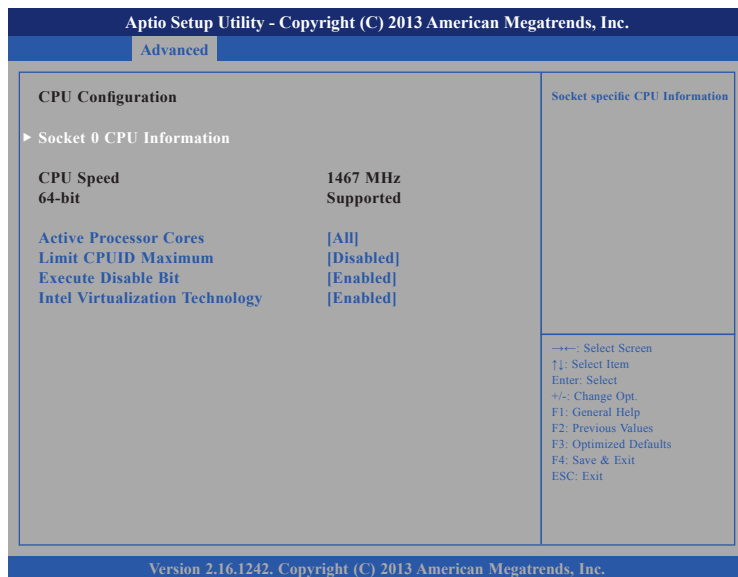 Aptio Setup Utility - Copyright (C) 2013 American Megatrends, Inc.
Advanced
CPU Configuration
▶ Socket 0 CPU Information
CPU Speed 1467 MHz
64-bit Supported
Active Processor Cores [All]
Limit CPUID Maximum [Disabled]
Execute Disable Bit [Enabled]
Intel Virtualization Technology [Enabled]
Socket specific CPU Information
→←: Select Screen
↑↓: Select Item
Enter: Select
+/-: Change Opt.
F1: General Help
F2: Previous Values
F3: Optimized Defaults
F4: Save & Exit
ESC: Exit
Version 2.16.1242. Copyright (C) 2013 American Megatrends, Inc.